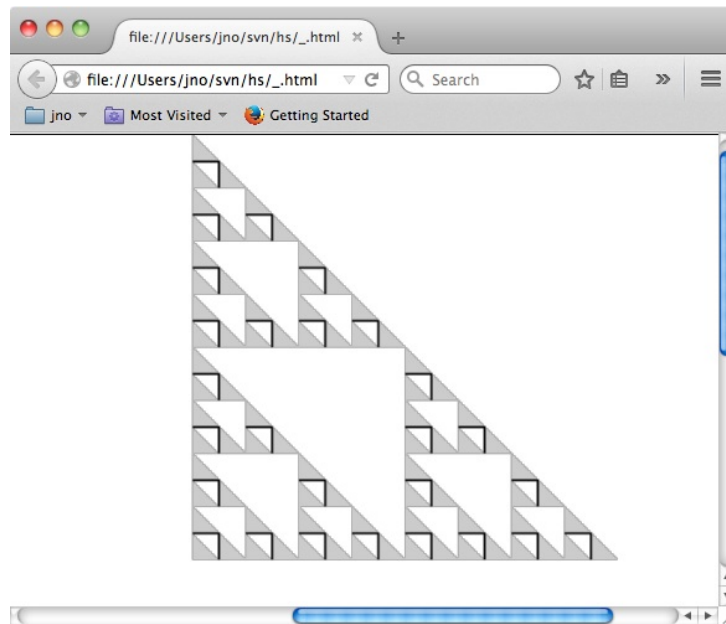 file:///Users/jno/svn/hs/_.html
file:///Users/jno/svn/hs/_.html
Search
jno
Most Visited
Getting Started